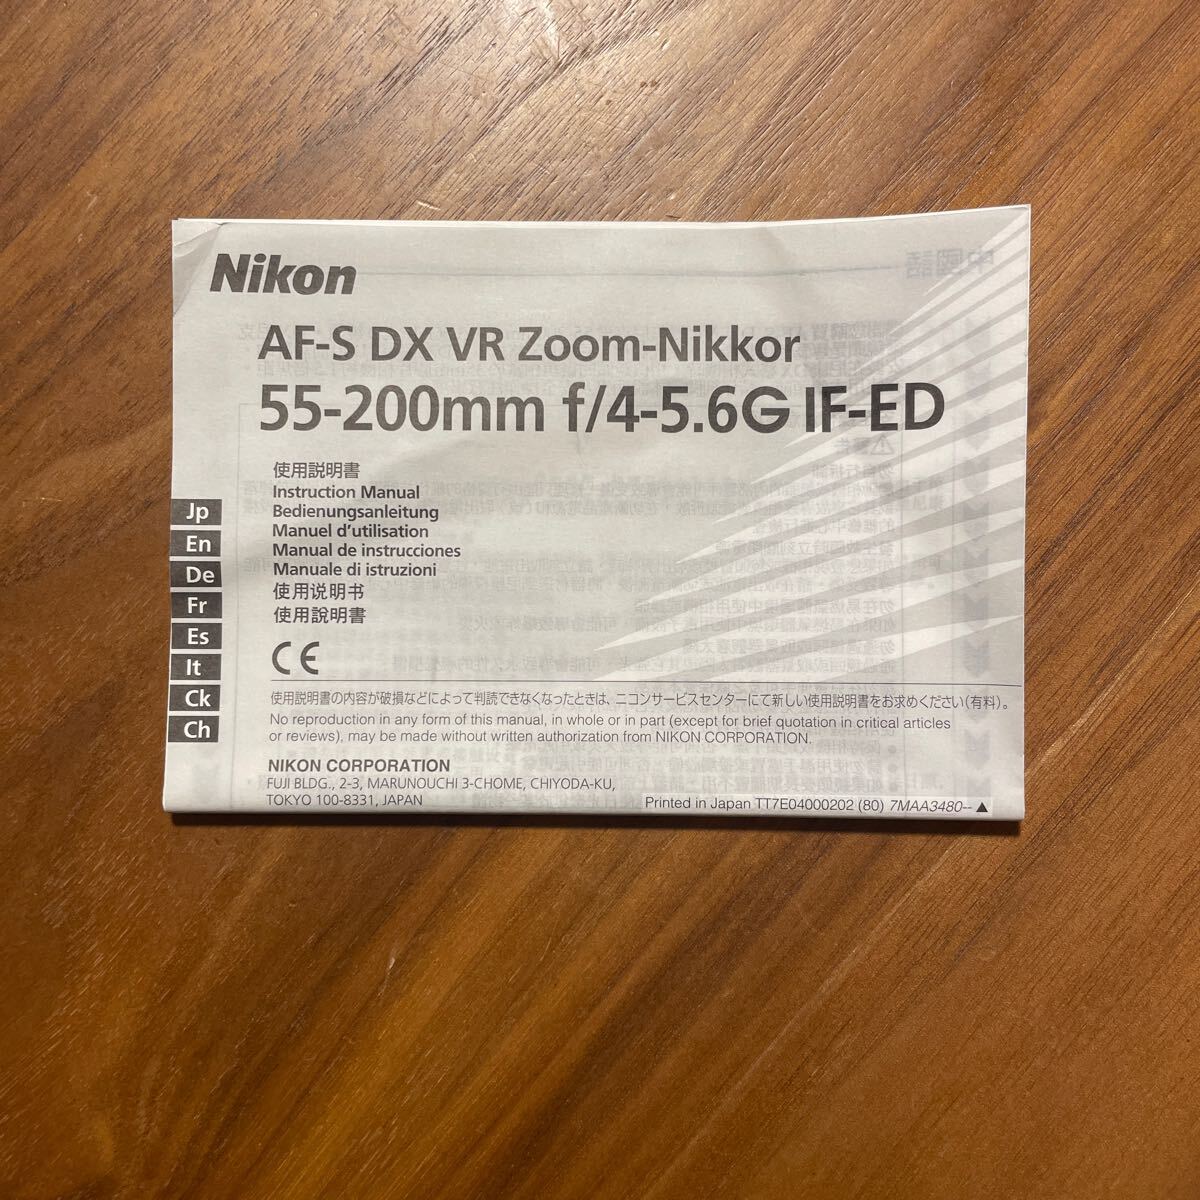 Nikon
AF-S DX VR Zoom-Nikkor
55-200mm f/4-5.6G IF-ED
使用説明書
Instruction Manual
Bedienungsanleitung
Manuel d'utilisation
Manual de instrucciones
Manuale di istruzioni
使用说明书
使用說明書
Jp
En
De
Fr
Es
It
Ck
Ch
CE
使用説明書の内容が破損などによって判読できなくなったときは、ニコンサービスセンターにて新しい使用説明書をお求めください(有料)。
No reproduction in any form of this manual, in whole or in part (except for brief quotation in critical articles
or reviews), may be made without written authorization from NIKON CORPORATION.
NIKON CORPORATION
FUJI BLDG., 2-3, MARUNOUCHI 3-CHOME, CHIYODA-KU,
TOKYO 100-8331, JAPAN
Printed in Japan TT7E04000202 (80) 7MAA3480-- ▲